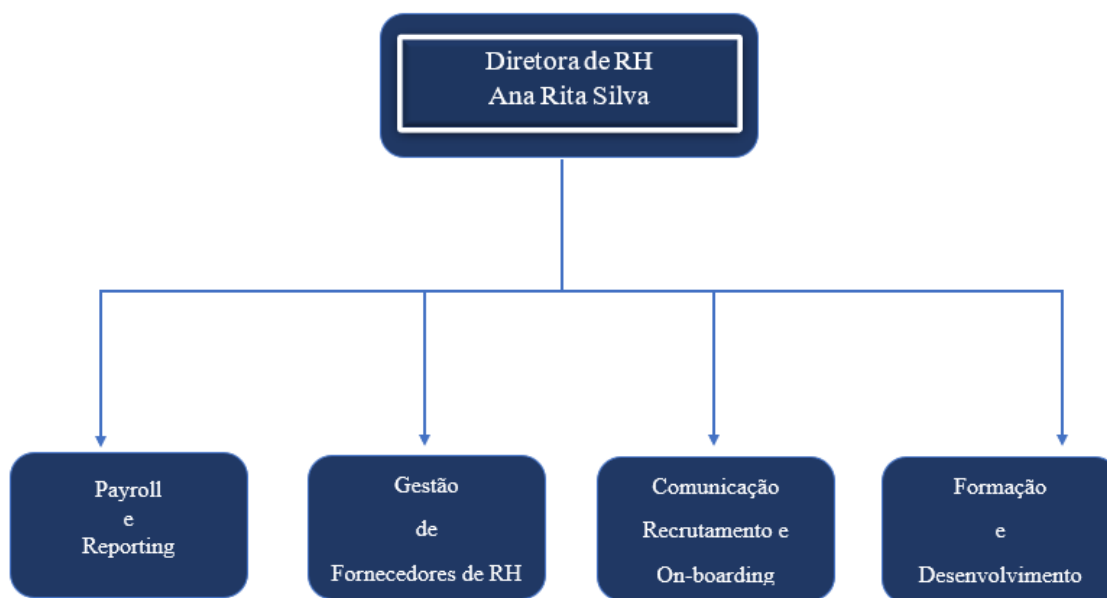 Diretora de RH
Ana Rita Silva
Payroll
e
Reporting
Gestão
de
Fornecedores de RH
Comunicação
Recrutamento e
On-boarding
Formação
e
Desenvolvimento